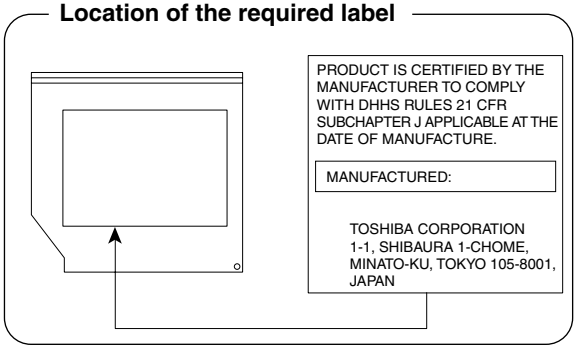 Location of the required label
PRODUCT IS CERTIFIED BY THE
MANUFACTURER TO COMPLY
WITH DHHS RULES 21 CFR
SUBCHAPTER J APPLICABLE AT THE
DATE OF MANUFACTURE.
MANUFACTURED:
TOSHIBA CORPORATION
1-1, SHIBAURA 1-CHOME,
MINATO-KU, TOKYO 105-8001,
JAPAN